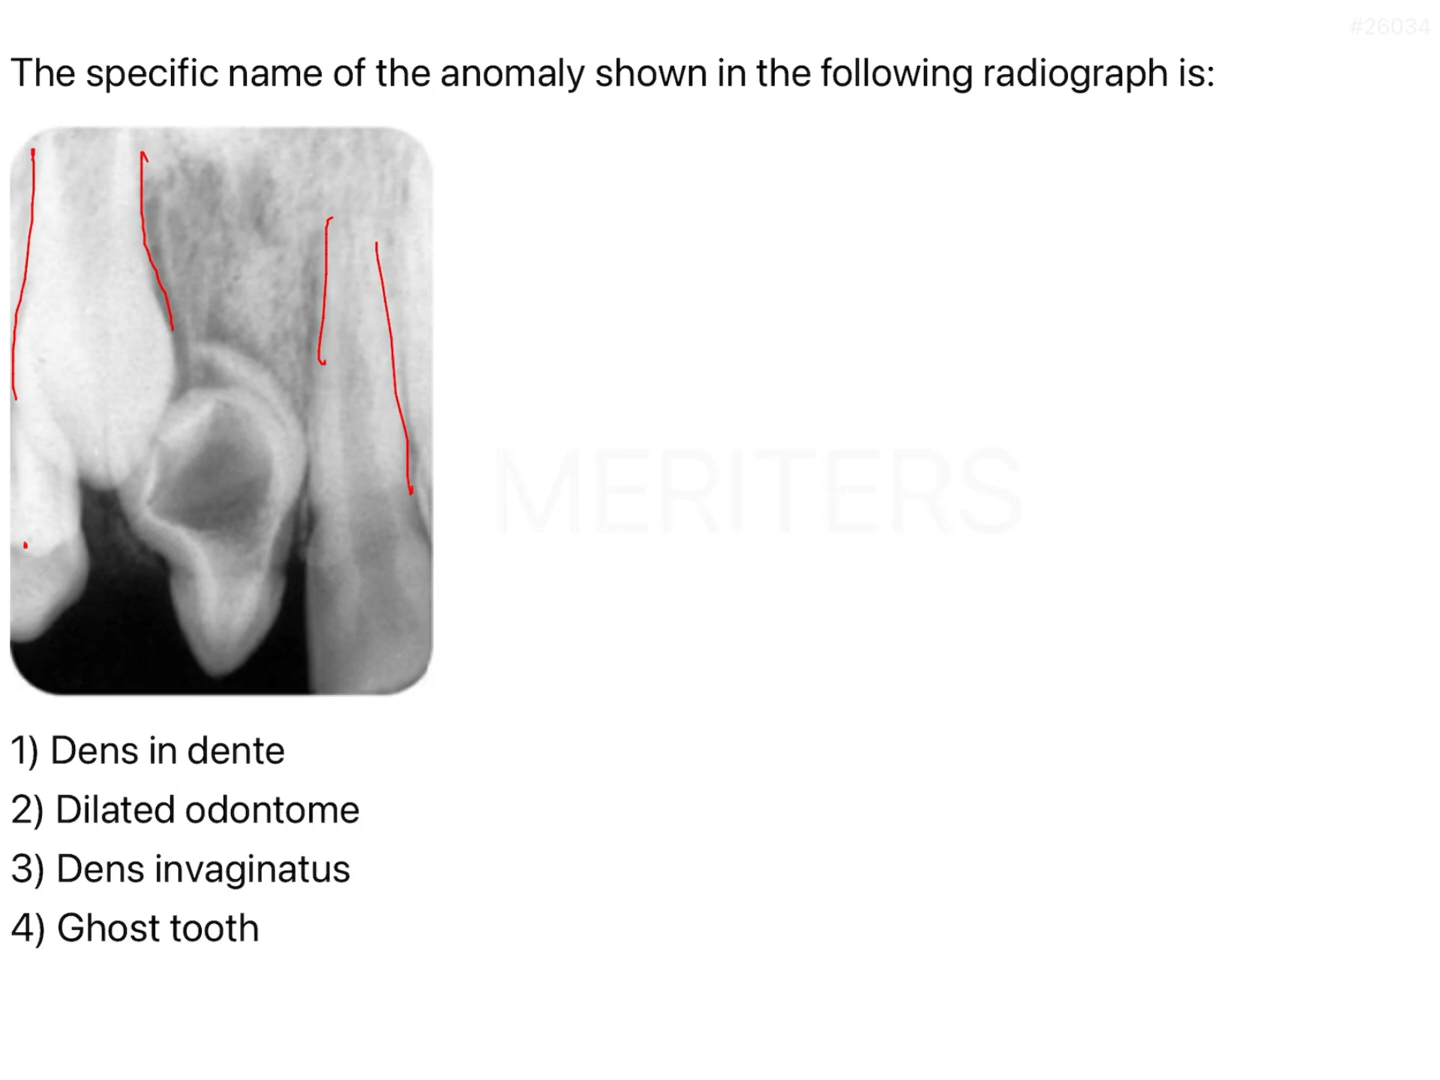 #26034
The specific name of the anomaly shown in the following radiograph is:
MERITERS
1) Dens in dente
2) Dilated odontome
3) Dens invaginatus
4) Ghost tooth